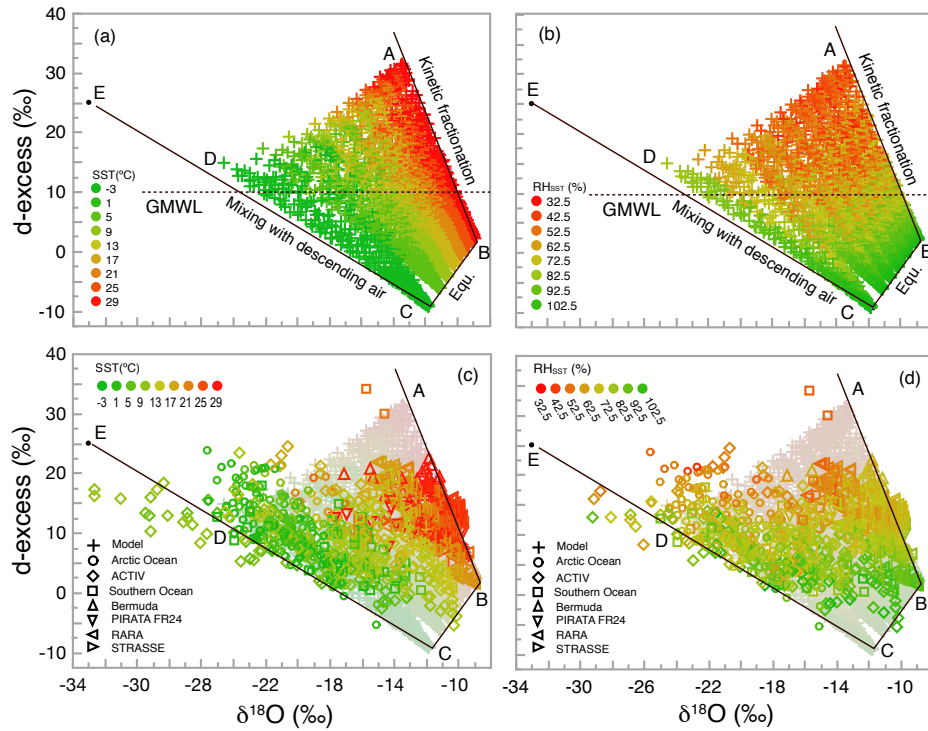 40
30
20
10
0
-10
d-excess (‰)
(a)
A
E
D
B
C
Kinetic fractionation
Mixing with descending air
Equ.
GMWL
SST(ºC)
-3
1
5
9
13
17
21
25
29
(b)
A
E
D
B
C
Kinetic fractionation
Mixing with descending air
Equ.
GMWL
RHSST (%)
32.5
42.5
52.5
62.5
72.5
82.5
92.5
102.5
40
30
20
10
0
-10
d-excess (‰)
SST(ºC)
-3 1 5 9 13 17 21 25 29
(c)
A
E
D
B
C
Model
Arctic Ocean
ACTIV
Southern Ocean
Bermuda
PIRATA FR24
RARA
STRASSE
-34 -30 -26 -22 -18 -14 -10
δ18O (‰)
RHSST (%)
32.5 42.5 52.5 62.5 72.5 82.5 92.5 102.5
(d)
A
E
D
B
C
Model
Arctic Ocean
ACTIV
Southern Ocean
Bermuda
PIRATA FR24
RARA
STRASSE
-34 -30 -26 -22 -18 -14 -10
δ18O (‰)